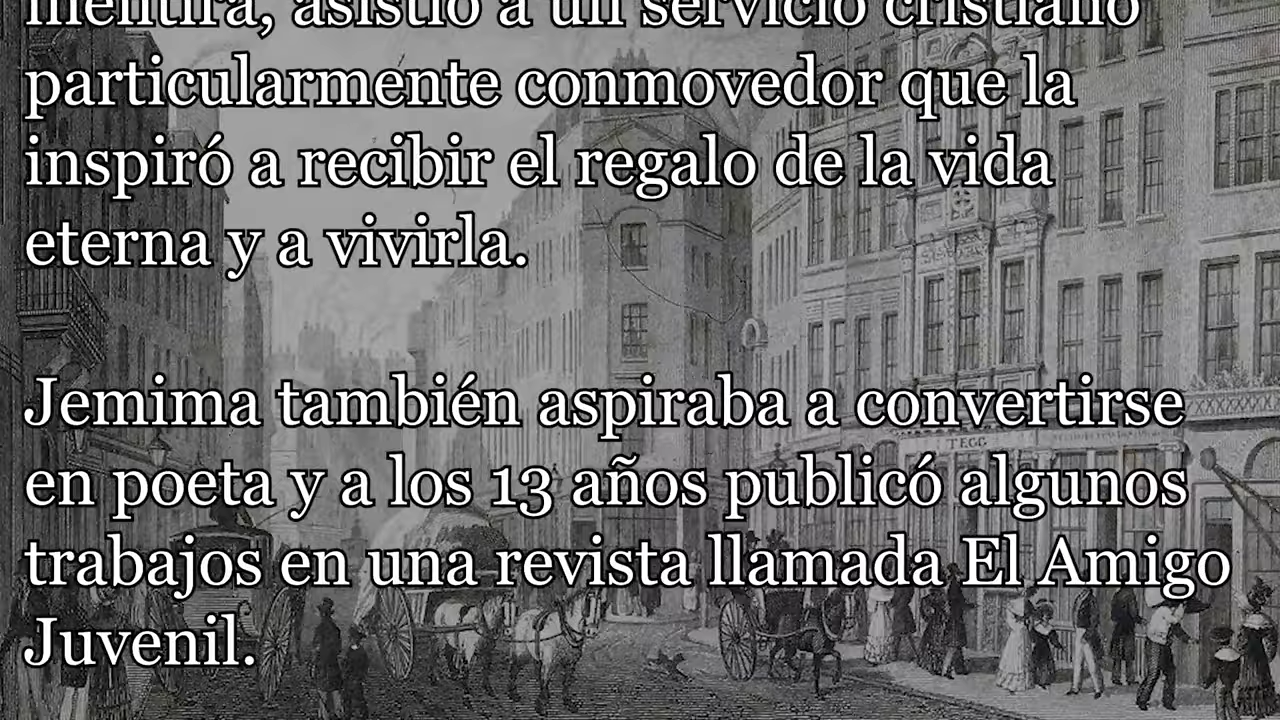 mentira, asistió a un servicio cristiano
particularmente conmovedor que la
inspiró a recibir el regalo de la vida
eterna y a vivirla.
Jemima también aspiraba a convertirse
en poeta y a los 13 años publicó algunos
trabajos en una revista llamada El Amigo
Juvenil.
TEGG